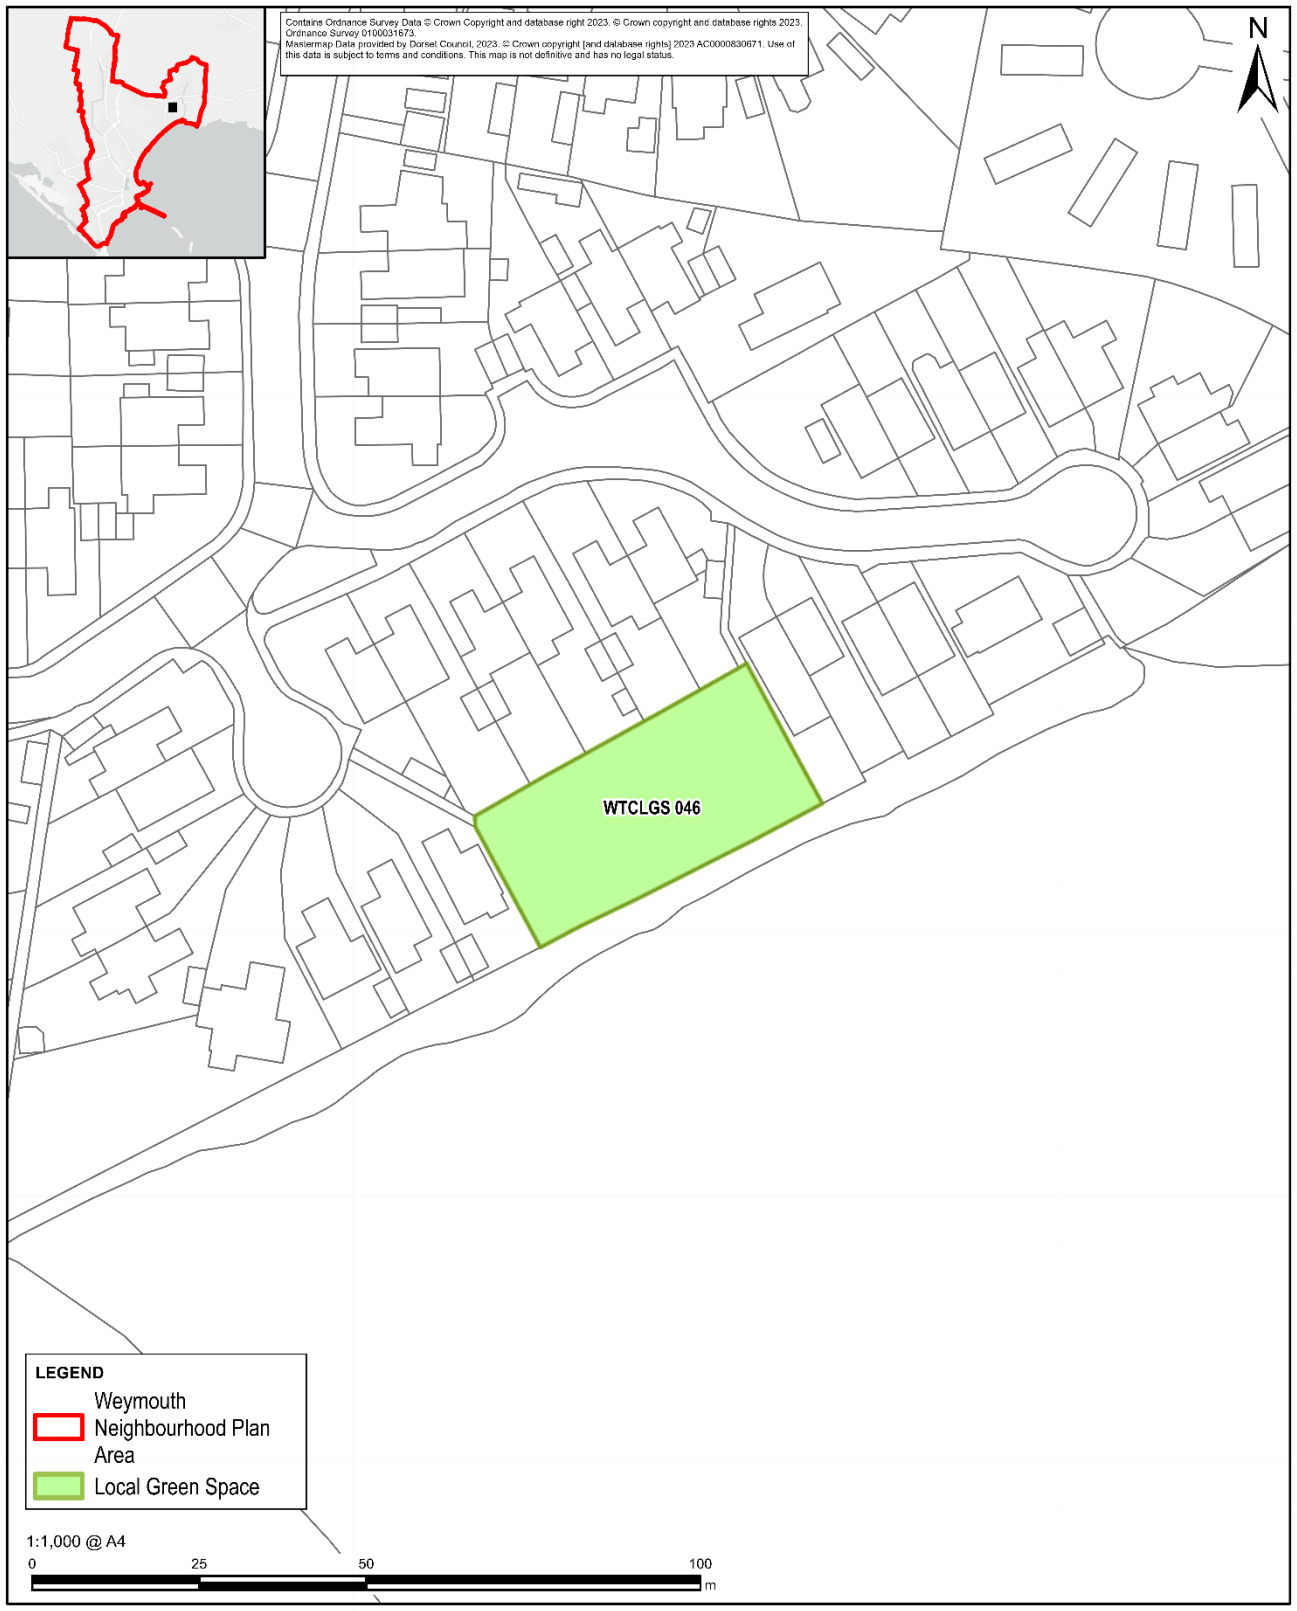 Contains Ordnance Survey Data © Crown Copyright and database right 2023. © Crown copyright and database rights 2023.
Ordnance Survey 0100031673.
Mastermap Data provided by Dorset Council, 2023. © Crown copyright [and database rights] 2023 AC0000830671. Use of
this data is subject to terms and conditions. This map is not definitive and has no legal status.
N
WTCLGS 046
LEGEND
Weymouth
Neighbourhood Plan
Area
Local Green Space
1:1,000 @ A4
0 25 50 100
m